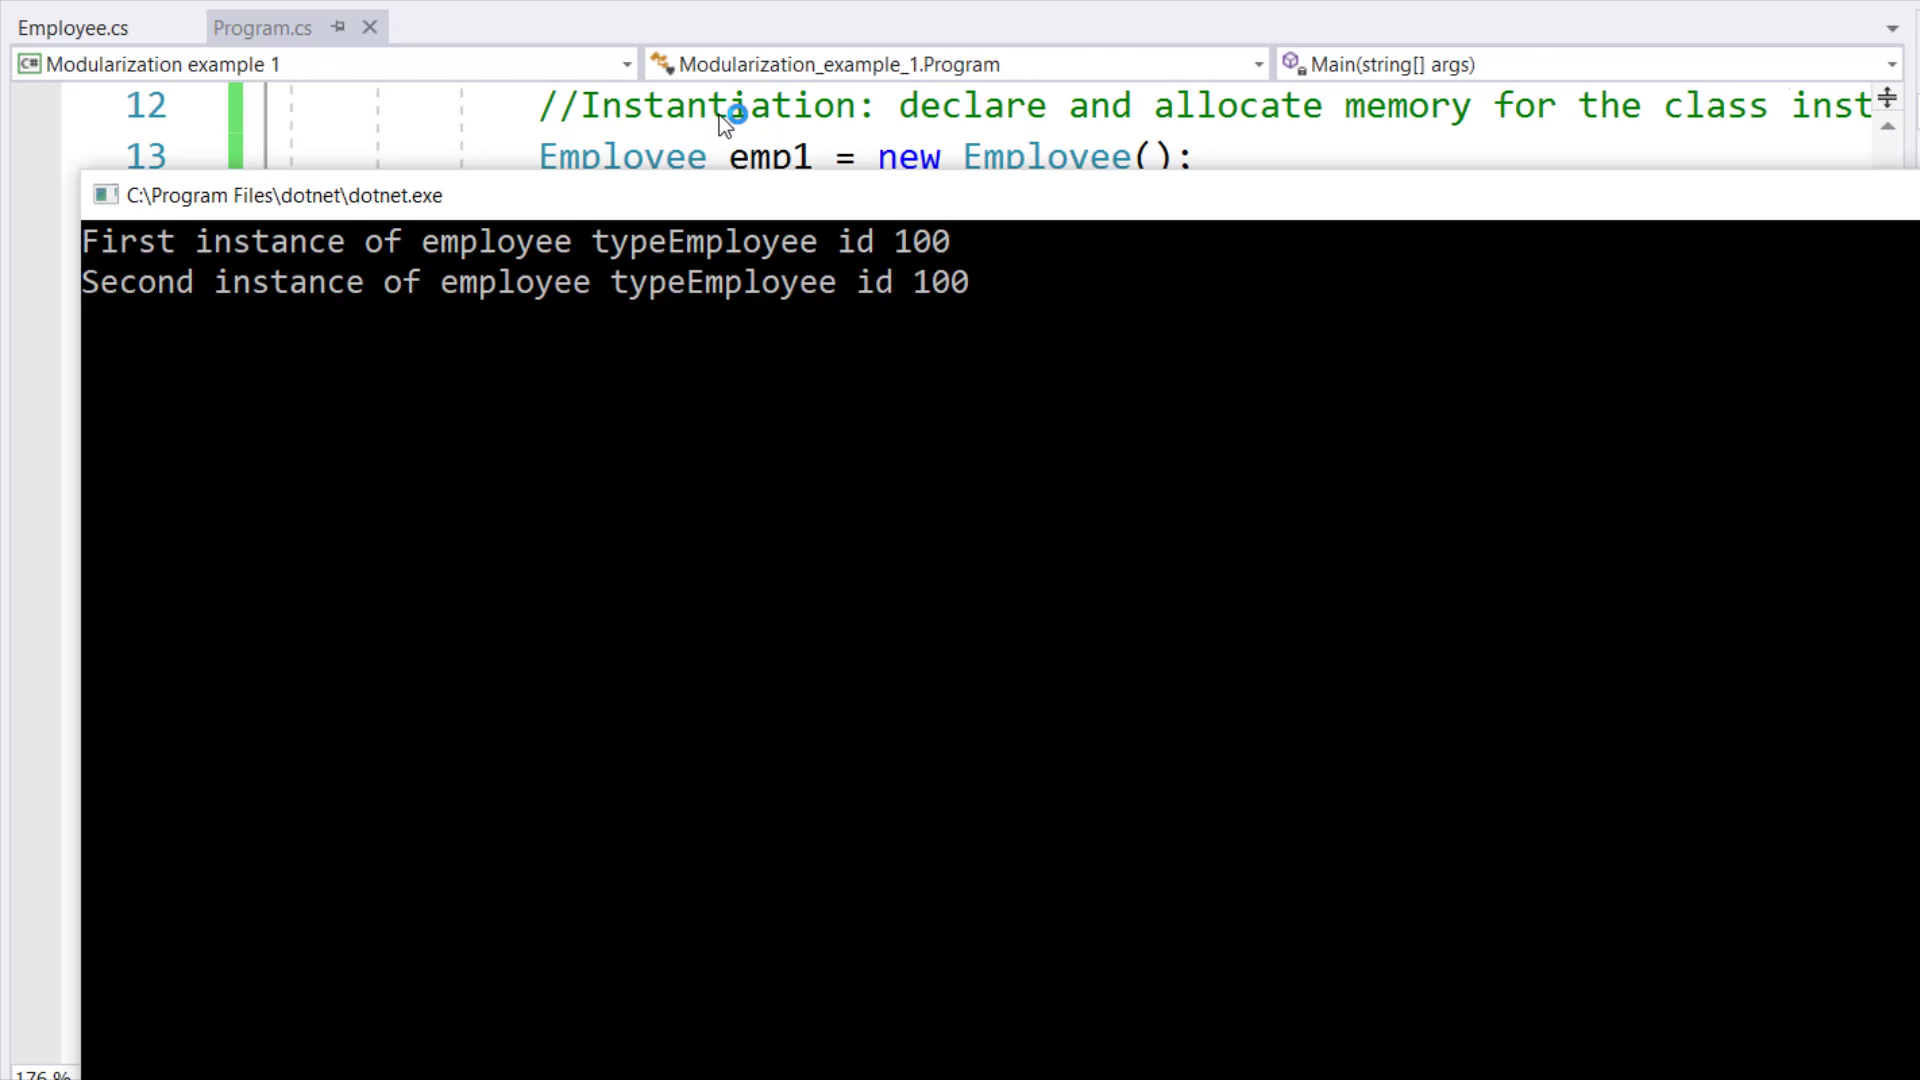 Employee.cs
Program.cs
C# Modularization example 1
Modularization_example_1.Program
Main(string[] args)
12 //Instantiation: declare and allocate memory for the class inst
13 Employee emp1 = new Employee();
C:\Program Files\dotnet\dotnet.exe
First instance of employee typeEmployee id 100
Second instance of employee typeEmployee id 100
176 %